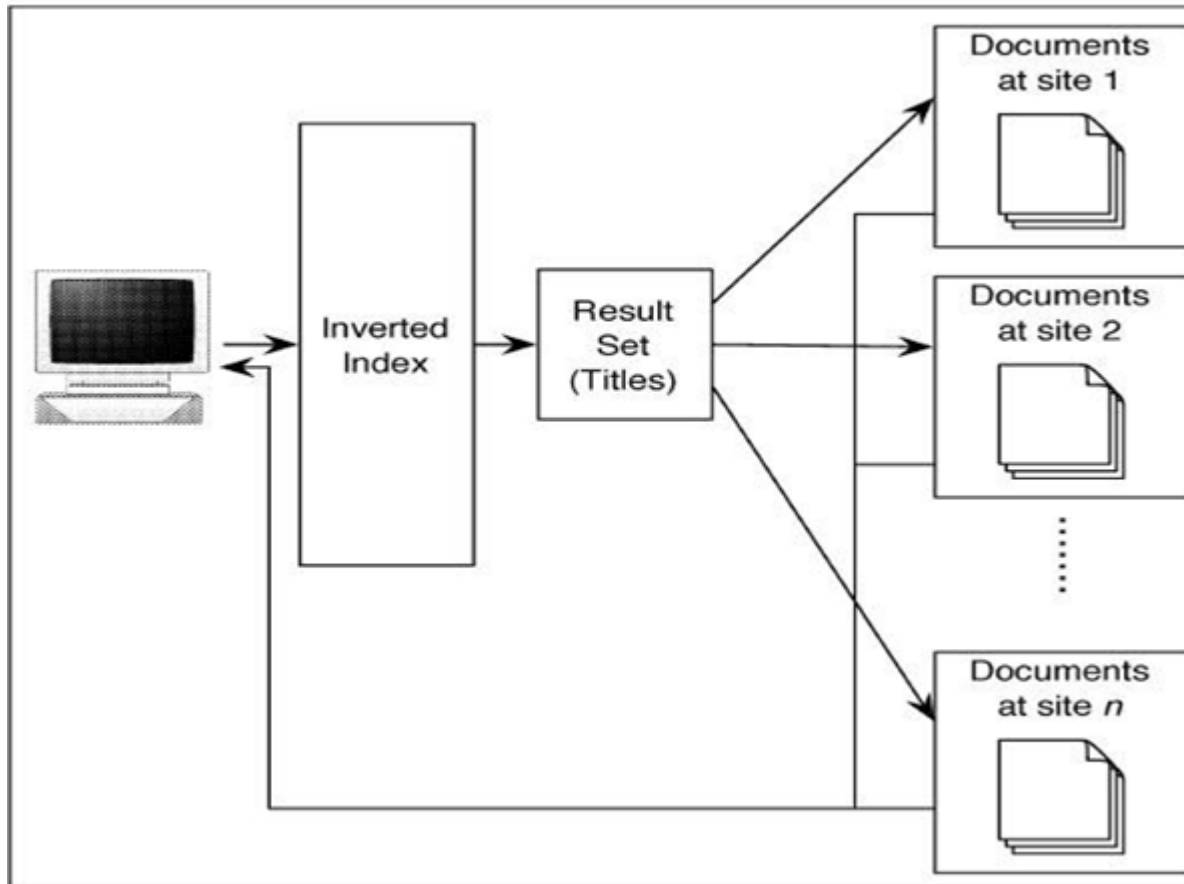 Documents
at site 1
Inverted
Index
Result
Set
(Titles)
Documents
at site 2
Documents
at site n